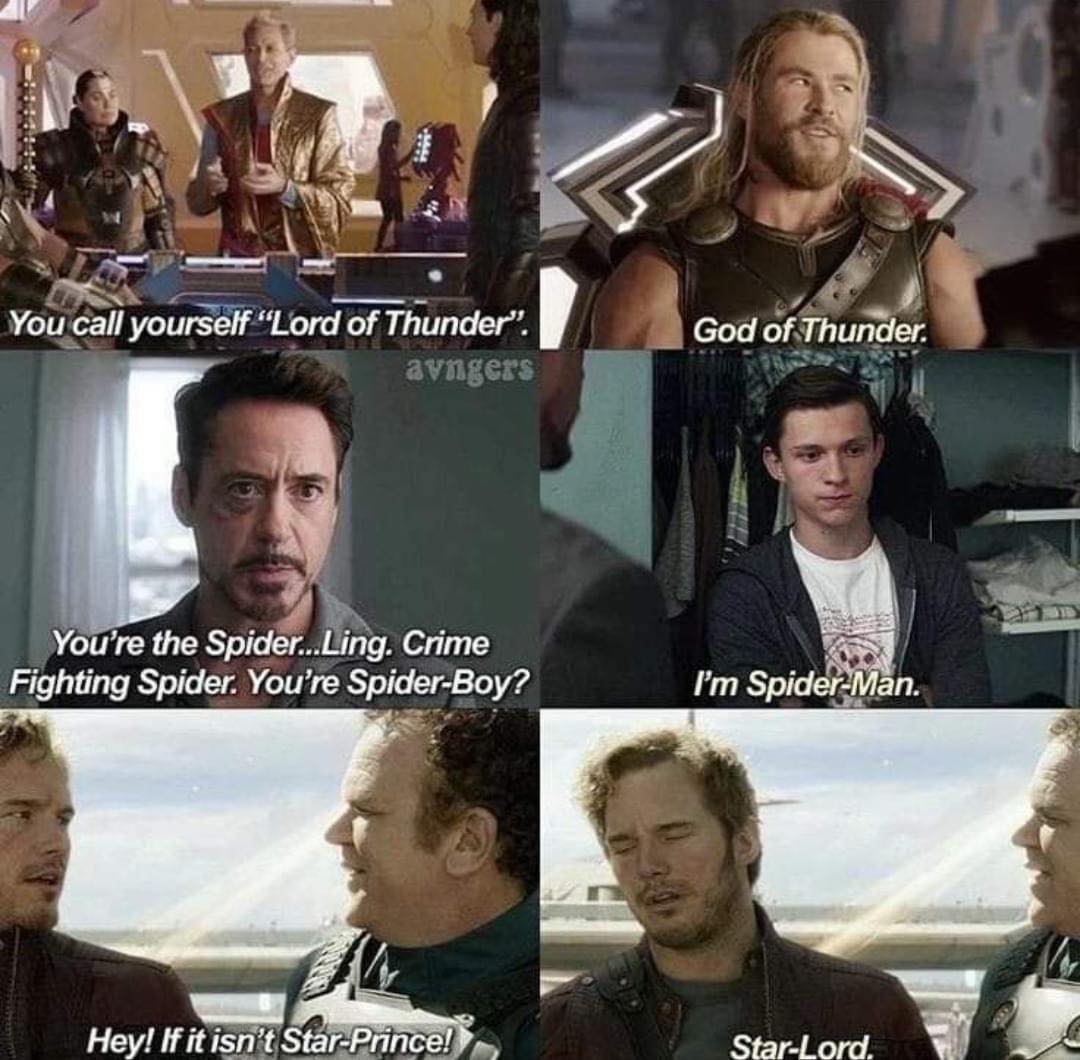 You call yourself “Lord of Thunder”.
God of Thunder.
avngers
You're the Spider...Ling. Crime
Fighting Spider. You're Spider-Boy?
I'm Spider-Man.
Hey! If it isn't Star-Prince!
Star-Lord.